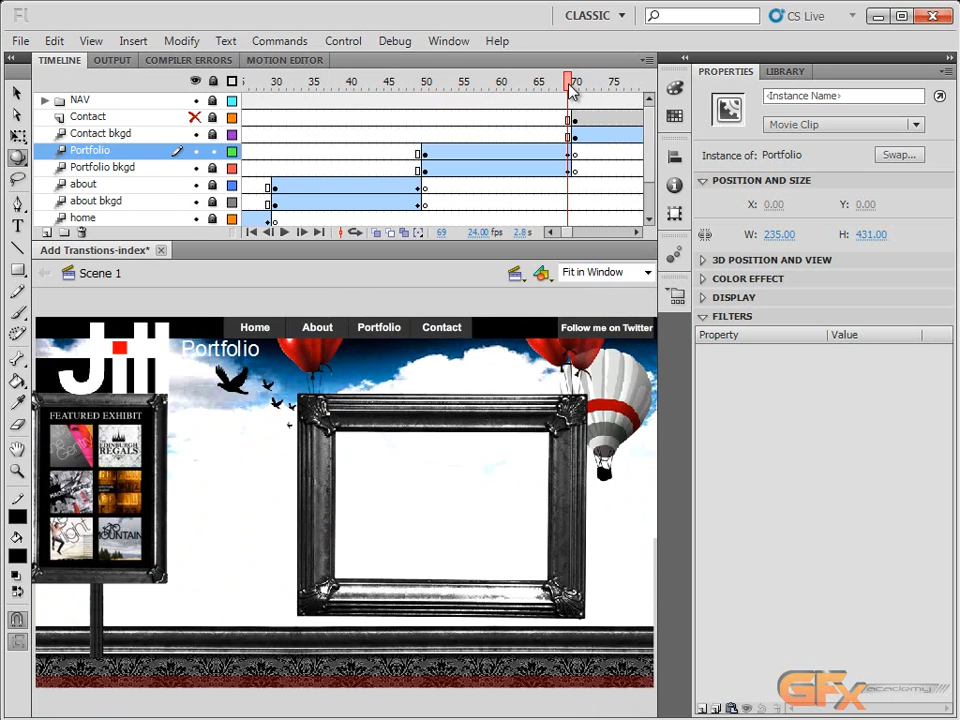 Fl
CLASSIC
CS Live
File Edit View Insert Modify Text Commands Control Debug Window Help
TIMELINE OUTPUT COMPILER ERRORS MOTION EDITOR
30 35 40 45 50 55 60 65 70 75
NAV
Contact
Contact bkgd
Portfolio
Portfolio bkgd
about
about bkgd
home
69 24.00 fps 2.8 s
Add Transtions-index*
Scene 1
Fit in Window
Home About Portfolio Contact Follow me on Twitter
Jill
Portfolio
FEATURED EXHIBIT
EDINBURGH
REGALS
MOUNTAIN
PROPERTIES LIBRARY
<Instance Name>
Movie Clip
Instance of: Portfolio Swap...
POSITION AND SIZE
X: 0.00 Y: 0.00
W: 235.00 H: 431.00
3D POSITION AND VIEW
COLOR EFFECT
DISPLAY
FILTERS
Property Value
GFX academy